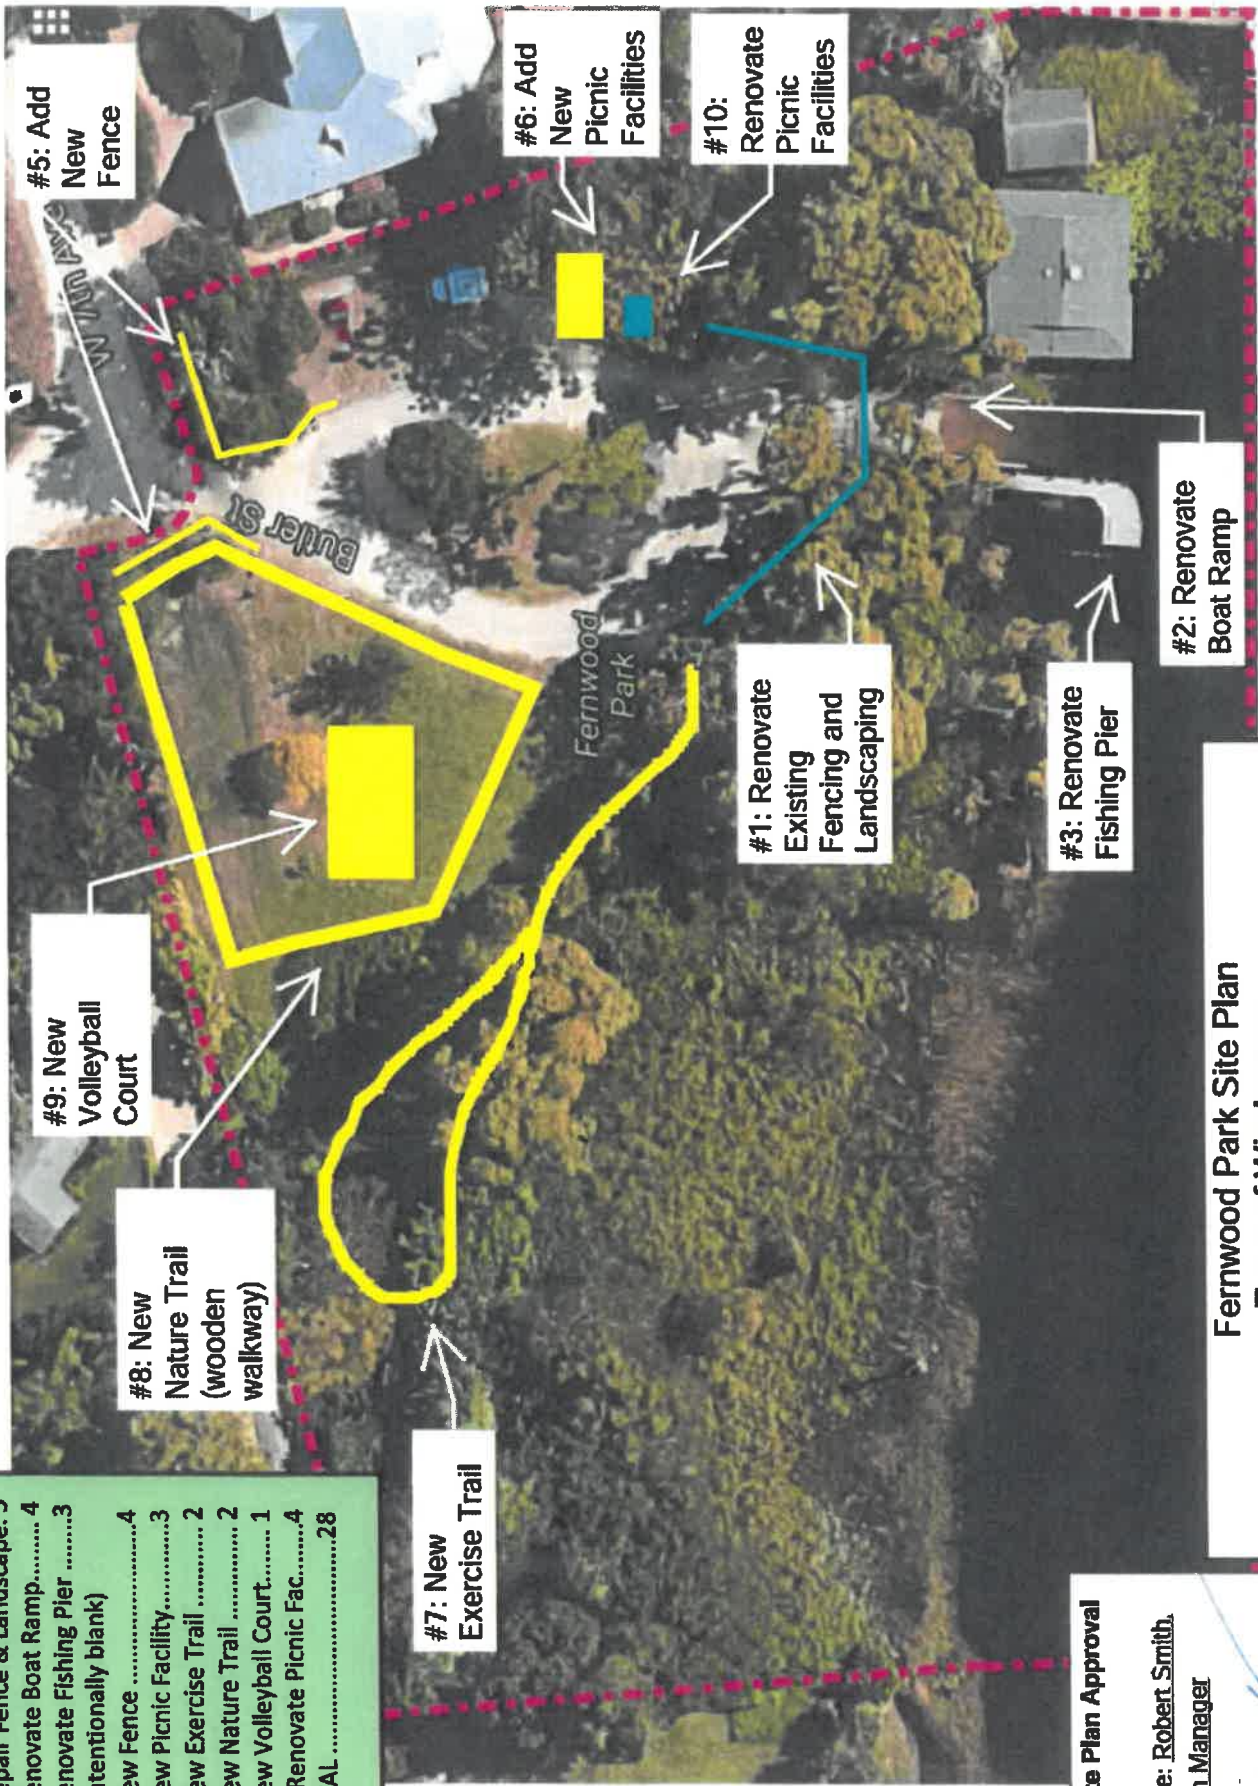 #5: Add
New
Fence
#6: Add
New
Picnic
Facilities
#10:
Renovate
Picnic
Facilities
W 7th Ave
Butler St
Fernwood
Park
#9: New
Volleyball
Court
#8: New
Nature Trail
(wooden
walkway)
#7: New
Exercise Trail
#1: Renovate
Existing
Fencing and
Landscaping
#2: Renovate
Boat Ramp
#3: Renovate
Fishing Pier
epair Fence & Landscape:
enovate Boat Ramp......... 4
enovate Fishing Pier ........3
ntentionally blank)
ew Fence ......................4
ew Picnic Facility.............3
ew Exercise Trail ............ 2
ew Nature Trail ............... 2
ew Volleyball Court....... 1
Renovate Picnic Fac........4
AL ................................28
Fernwood Park Site Plan
te Plan Approval
e: Robert Smith,
n Manager